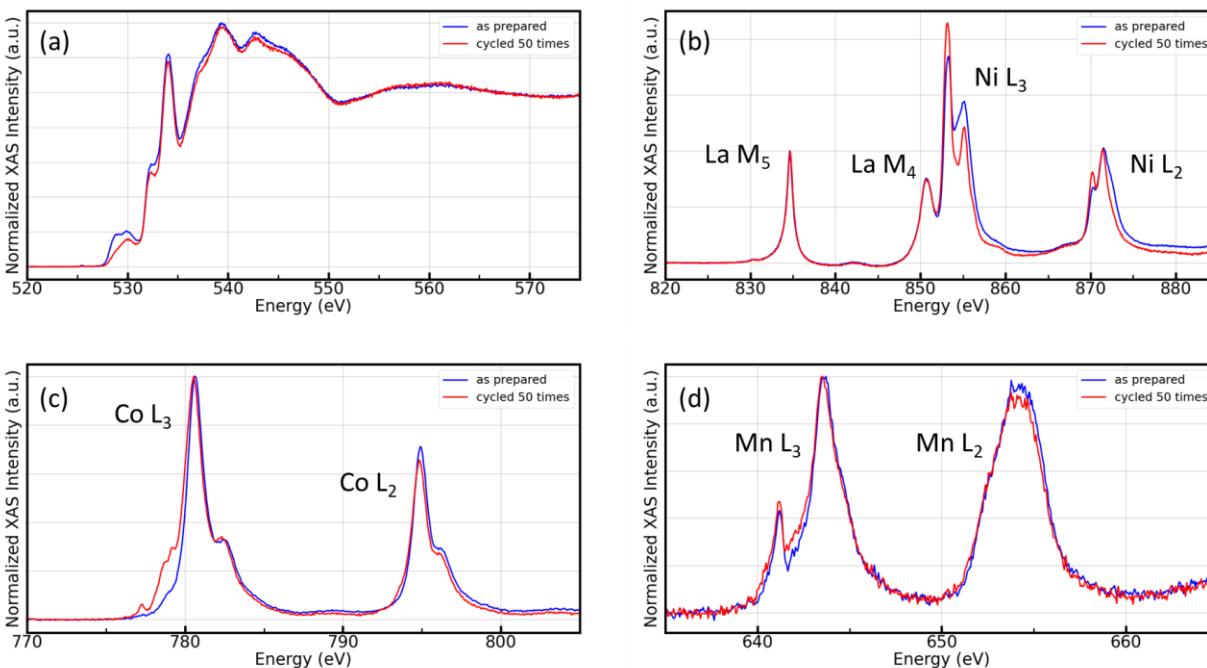 (a)
as prepared
cycled 50 times
Normalized XAS Intensity (a.u.)
520 530 540 550 560 570
Energy (eV)
(b)
as prepared
cycled 50 times
Ni L3
La M5
La M4
Ni L2
Normalized XAS Intensity (a.u.)
820 830 840 850 860 870 880
Energy (eV)
(c)
as prepared
cycled 50 times
Co L3
Co L2
Normalized XAS Intensity (a.u.)
770 780 790 800
Energy (eV)
(d)
as prepared
cycled 50 times
Mn L3
Mn L2
Normalized XAS Intensity (a.u.)
640 650 660
Energy (eV)